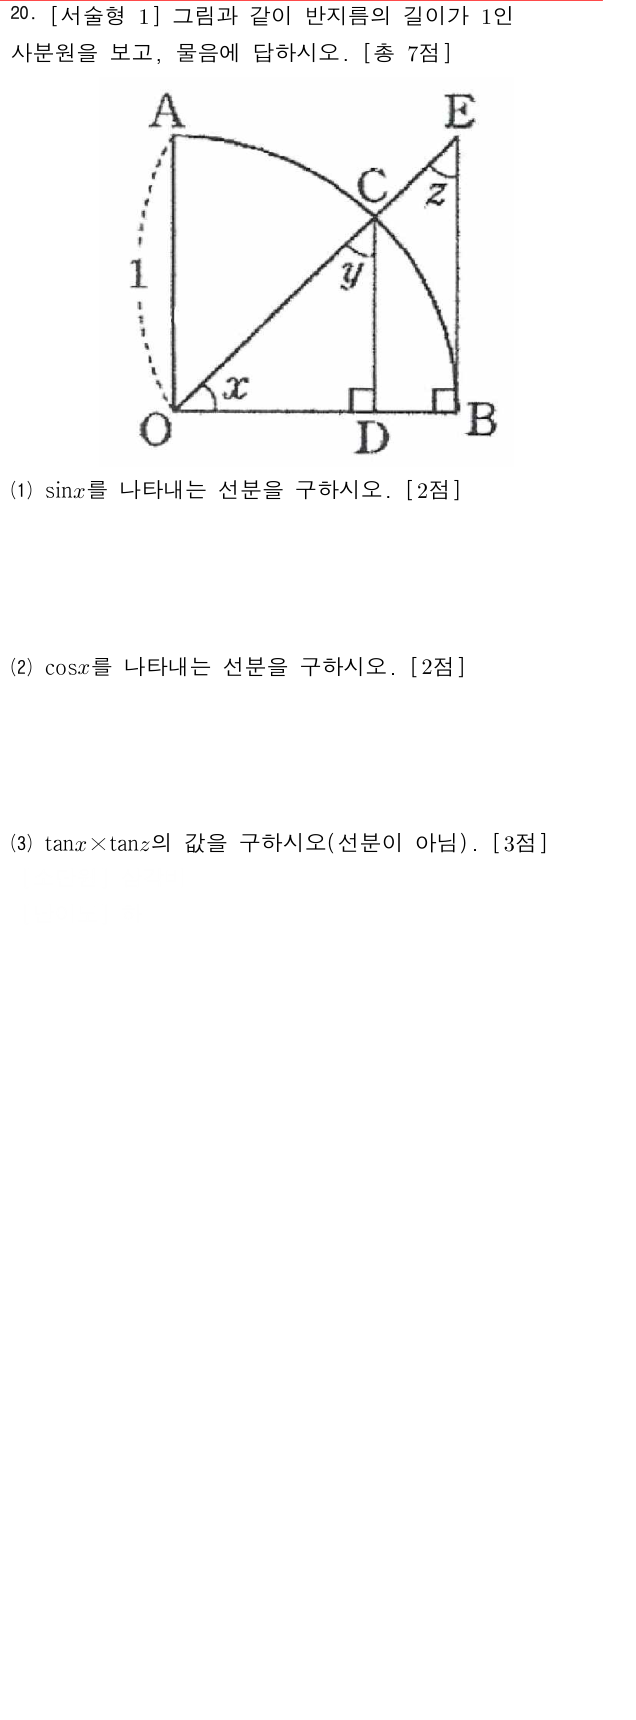 20. [서술형 1] 그림과 같이 반지름의 길이가 1인
사분원을 보고, 물음에 답하시오. [총 7점]
A
E
C
z
1
y
x
O
D
B
(1) sinx를 나타내는 선분을 구하시오. [2점]
(2) cosx를 나타내는 선분을 구하시오. [2점]
(3) tanx×tanz의 값을 구하시오(선분이 아님). [3점]